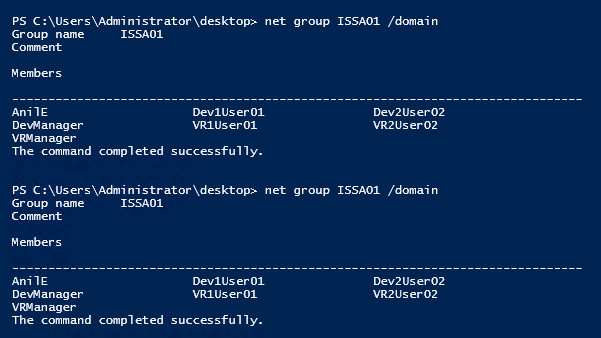 PS C:\Users\Administrator\desktop> net group ISSA01 /domain
Group name     ISSA01
Comment
Members
-------------------------------------------------------------------------------
AnilE                    Dev1User01               Dev2User02
DevManager               VR1User01                VR2User02
VRManager
The command completed successfully.
PS C:\Users\Administrator\desktop> net group ISSA01 /domain
Group name     ISSA01
Comment
Members
-------------------------------------------------------------------------------
AnilE                    Dev1User01               Dev2User02
DevManager               VR1User01                VR2User02
VRManager
The command completed successfully.